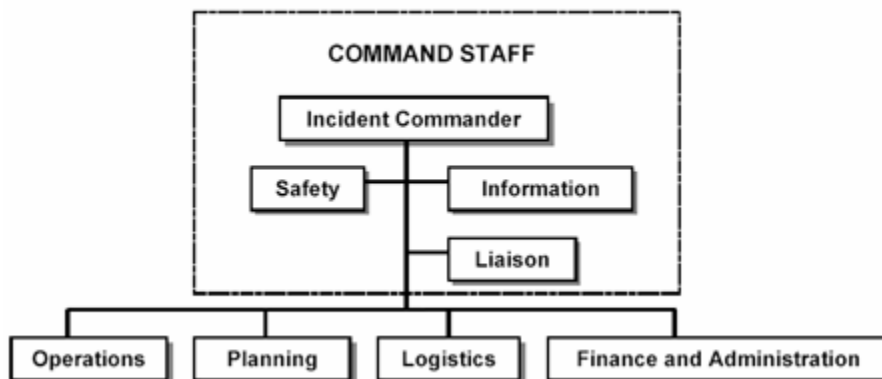 COMMAND STAFF
Incident Commander
Safety
Information
Liaison
Operations
Planning
Logistics
Finance and Administration